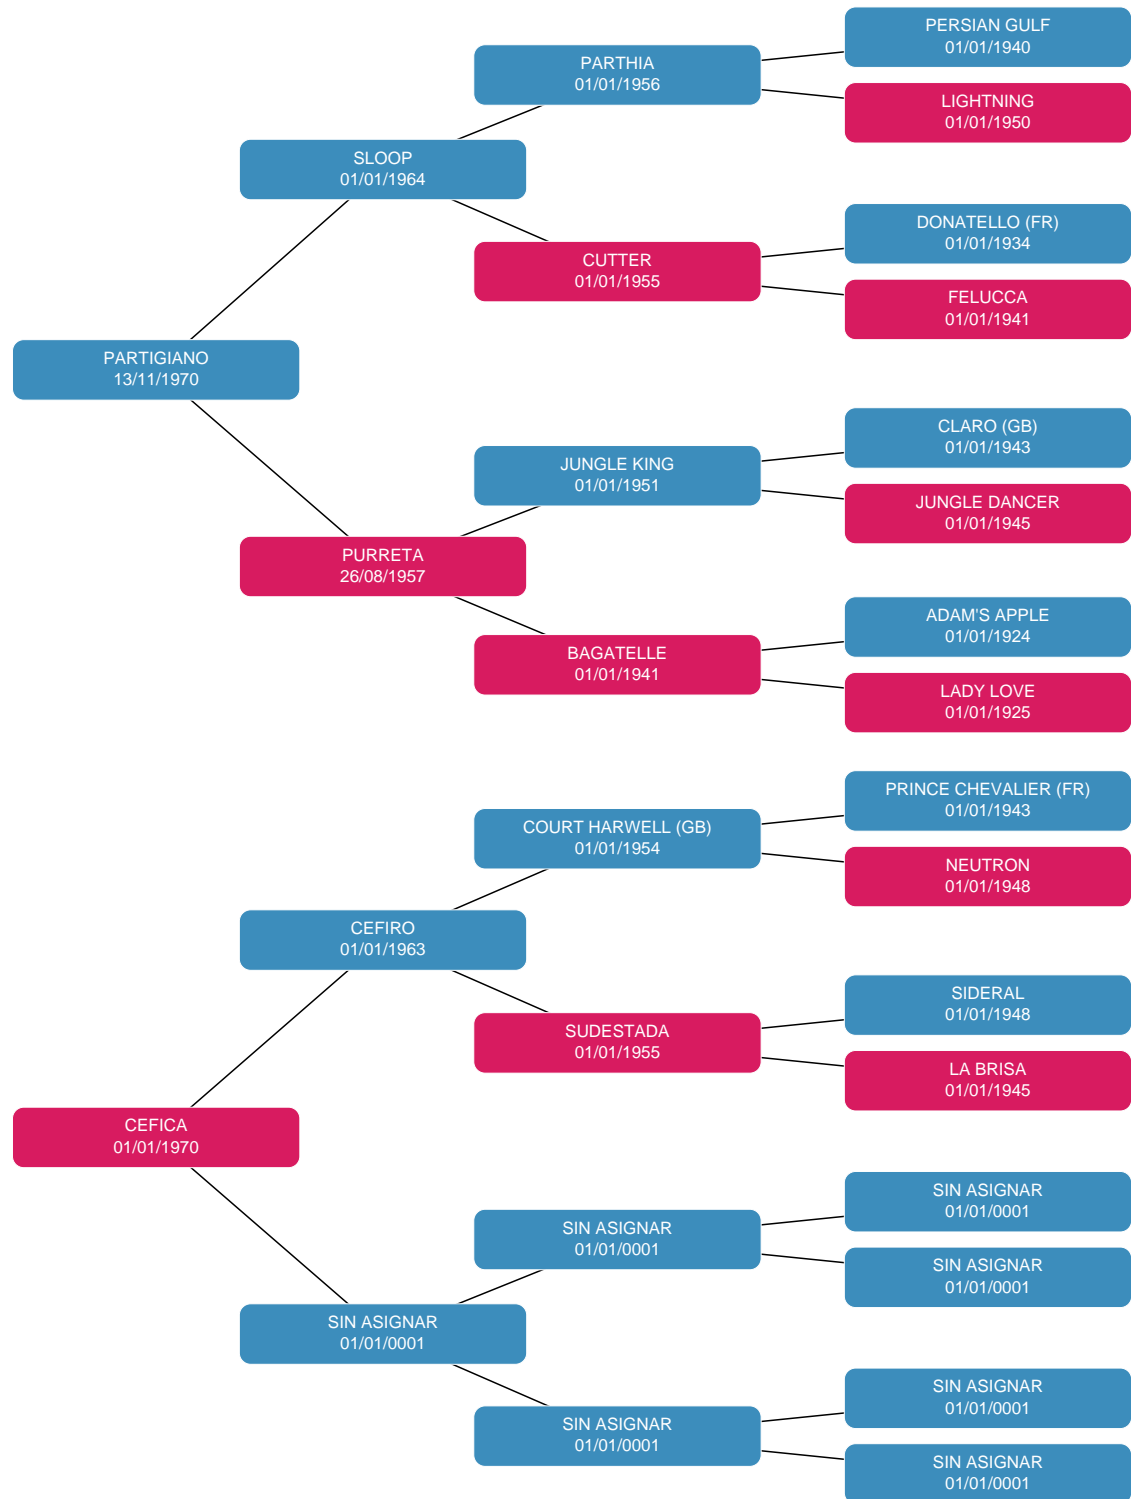 PERSIAN GULF
01/01/1940
PARTHIA
01/01/1956
LIGHTNING
01/01/1950
SLOOP
01/01/1964
DONATELLO (FR)
01/01/1934
CUTTER
01/01/1955
FELUCCA
01/01/1941
PARTIGIANO
13/11/1970
CLARO (GB)
01/01/1943
JUNGLE KING
01/01/1951
JUNGLE DANCER
01/01/1945
PURRETA
26/08/1957
ADAM'S APPLE
01/01/1924
BAGATELLE
01/01/1941
LADY LOVE
01/01/1925
PRINCE CHEVALIER (FR)
01/01/1943
COURT HARWELL (GB)
01/01/1954
NEUTRON
01/01/1948
CEFIRO
01/01/1963
SIDERAL
01/01/1948
SUDESTADA
01/01/1955
LA BRISA
01/01/1945
CEFICA
01/01/1970
SIN ASIGNAR
01/01/0001
SIN ASIGNAR
01/01/0001
SIN ASIGNAR
01/01/0001
SIN ASIGNAR
01/01/0001
SIN ASIGNAR
01/01/0001
SIN ASIGNAR
01/01/0001
SIN ASIGNAR
01/01/0001